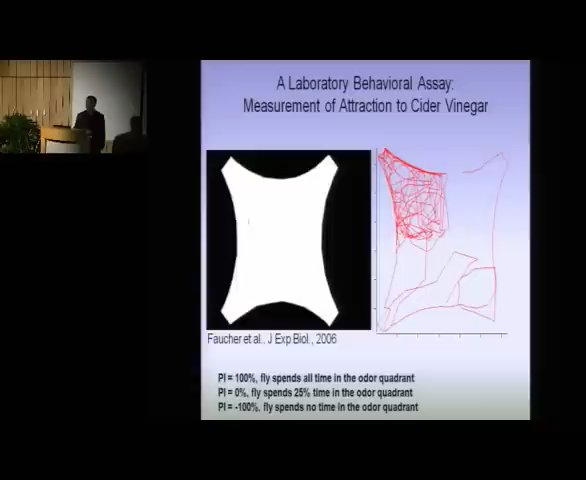 A Laboratory Behavioral Assay:
Measurement of Attraction to Cider Vinegar
Faucher et al.. J Exp Biol., 2006
PI = 100%, fly spends all time in the odor quadrant
PI = 0%, fly spends 25% time in the odor quadrant
PI = -100%, fly spends no time in the odor quadrant